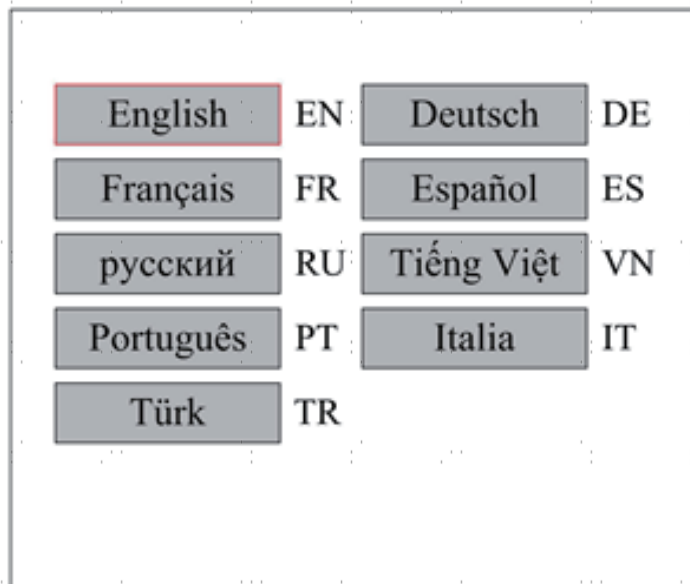 English EN Deutsch DE
Français FR Español ES
русский RU Tiếng Việt VN
Português PT Italia IT
Türk TR